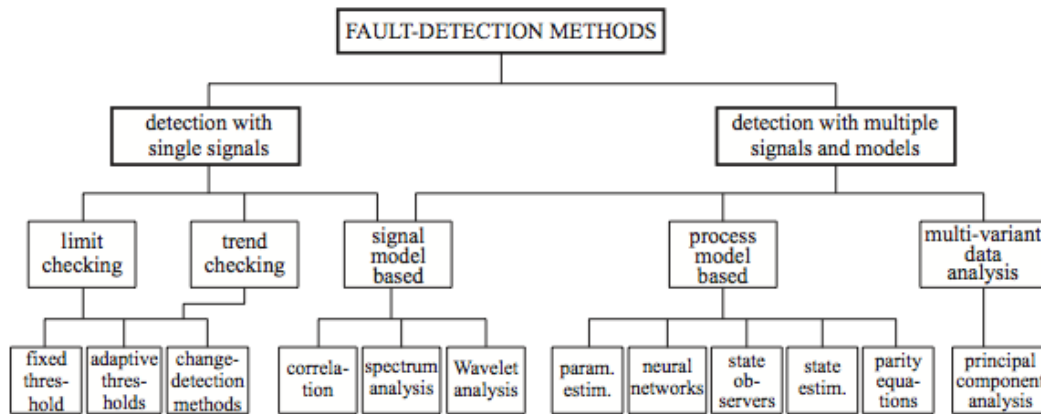 FAULT-DETECTION METHODS
detection with
single signals
detection with multiple
signals and models
limit
checking
trend
checking
signal
model
based
process
model
based
multi-variant
data
analysis
fixed
thres-
hold
adaptive
thres-
holds
change-
detection
methods
correla-
tion
spectrum
analysis
Wavelet
analysis
param.
estim.
neural
networks
state
ob-
servers
state
estim.
parity
equa-
tions
principal
component
analysis